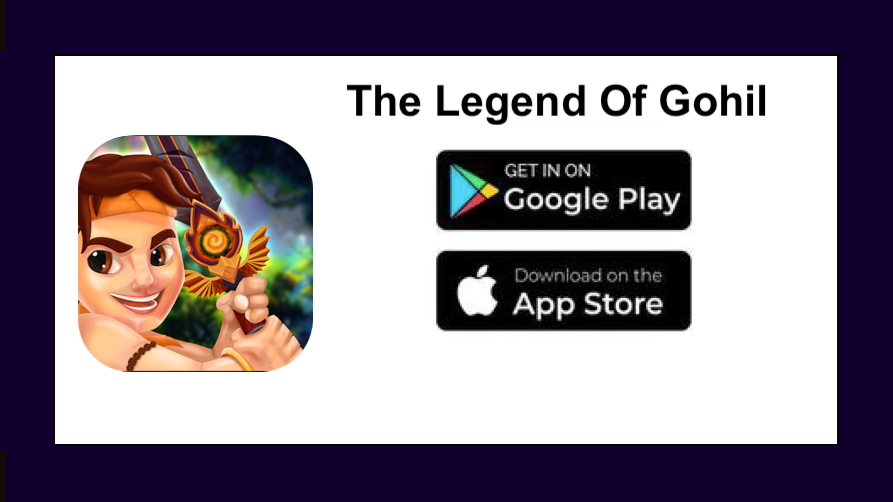 The Legend Of Gohil
GET IN ON
Google Play
Download on the
App Store